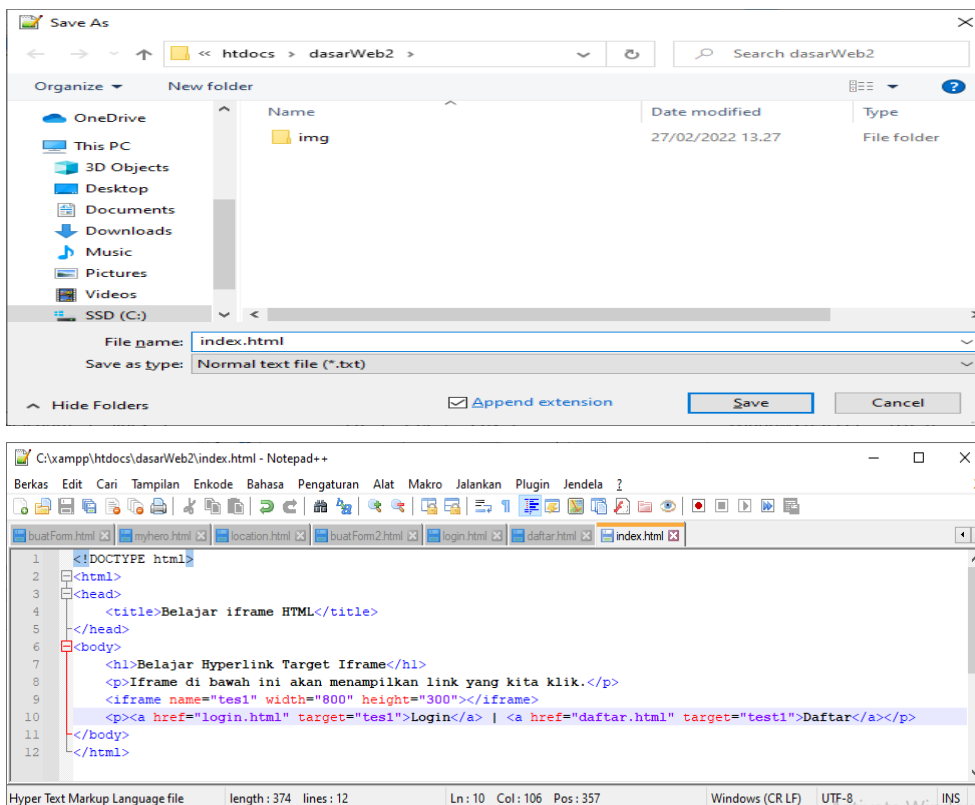 Save As
« htdocs > dasarWeb2 >
Search dasarWeb2
Organize
New folder
Name
Date modified
Type
OneDrive
img
27/02/2022 13.27
File folder
This PC
3D Objects
Desktop
Documents
Downloads
Music
Pictures
Videos
SSD (C:)
File name: index.html
Save as type: Normal text file (*.txt)
Hide Folders
Append extension
Save
Cancel
C:\xampp\htdocs\dasarWeb2\index.html - Notepad++
Berkas Edit Cari Tampilan Enkode Bahasa Pengaturan Alat Makro Jalankan Plugin Jendela ?
buatForm.html myhero.html location.html buatForm2.html login.html daftar.html index.html
1 <!DOCTYPE html>
2 <html>
3 <head>
4 <title>Belajar iframe HTML</title>
5 </head>
6 <body>
7 <h1>Belajar Hyperlink Target Iframe</h1>
8 <p>Iframe di bawah ini akan menampilkan link yang kita klik.</p>
9 <iframe name="tes1" width="800" height="300"></iframe>
10 <p><a href="login.html" target="tes1">Login</a> | <a href="daftar.html" target="test1">Daftar</a></p>
11 </body>
12 </html>
Hyper Text Markup Language file length : 374 lines : 12 Ln : 10 Col : 106 Pos : 357 Windows (CR LF) UTF-8 INS